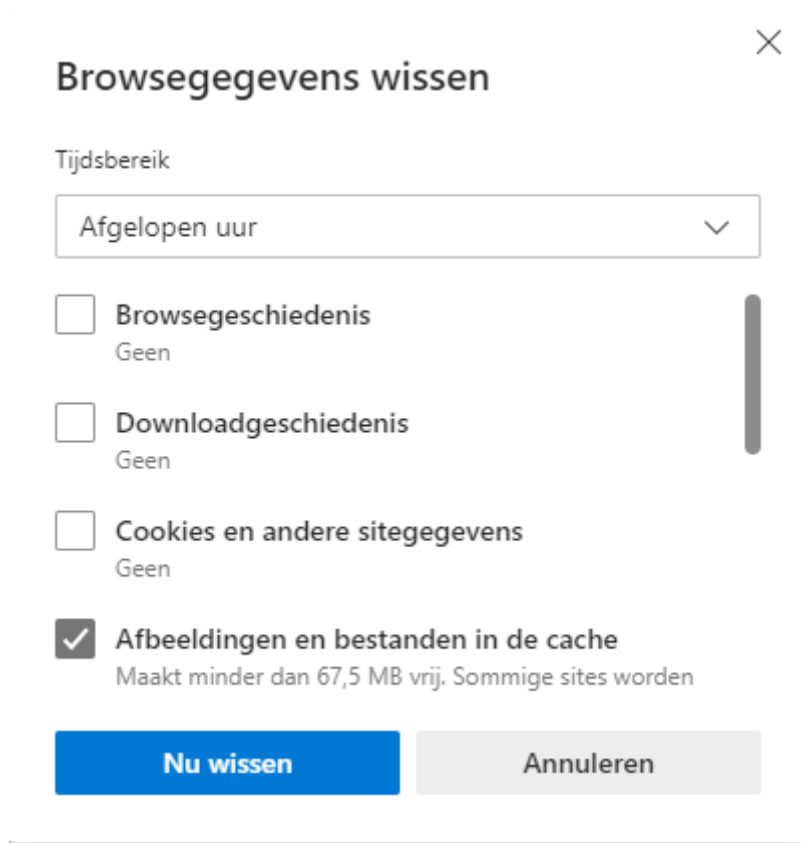 Browsegegevens wissen
Tijdsbereik
Afgelopen uur
Browsegeschiedenis
Geen
Downloadgeschiedenis
Geen
Cookies en andere sitegegevens
Geen
Afbeeldingen en bestanden in de cache
Maakt minder dan 67,5 MB vrij. Sommige sites worden
Nu wissen
Annuleren